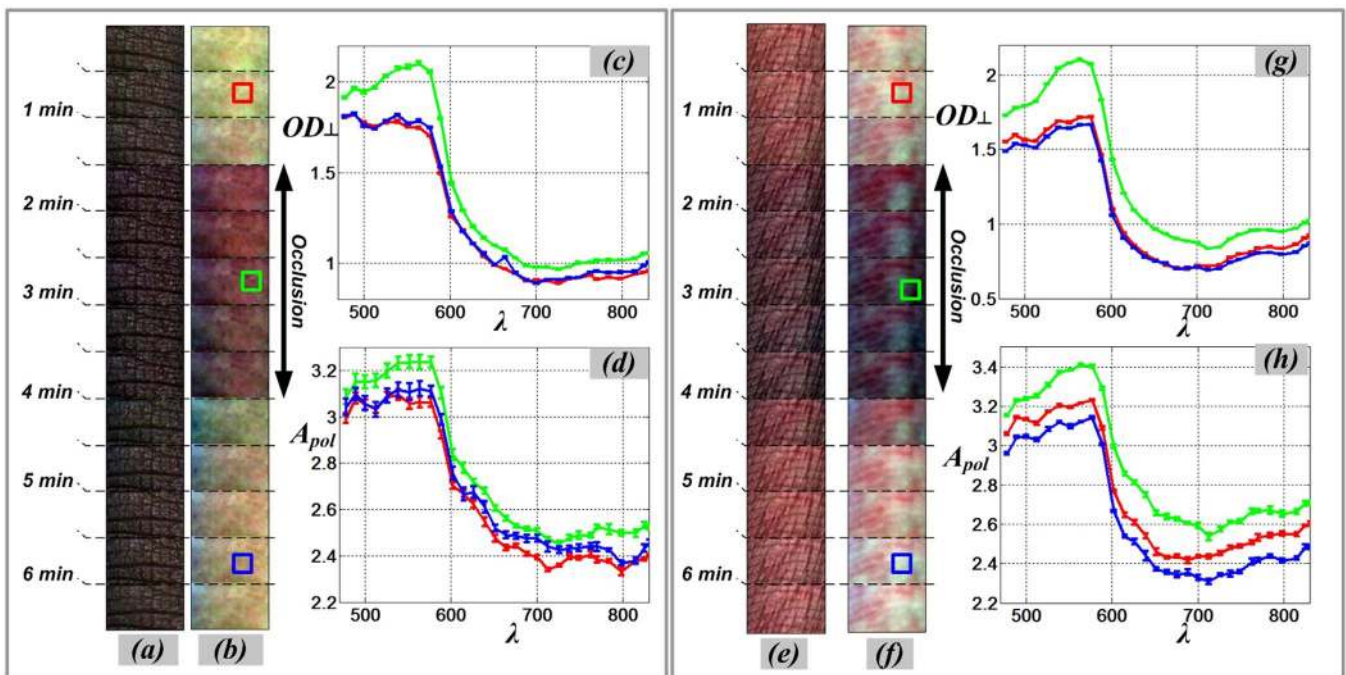 1 min
2 min
3 min
4 min
5 min
6 min
Occlusion
(a)
(b)
(c)
2
OD⊥
1.5
1
500 600 700 800
λ
(d)
3.2
3
A_pol
2.8
2.6
2.4
2.2
500 600 700 800
λ
1 min
2 min
3 min
4 min
5 min
6 min
Occlusion
(e)
(f)
(g)
2
OD⊥
1.5
1
0.5
500 600 700 800
λ
(h)
3.4
3.2
3
A_pol
2.8
2.6
2.4
2.2
500 600 700 800
λ